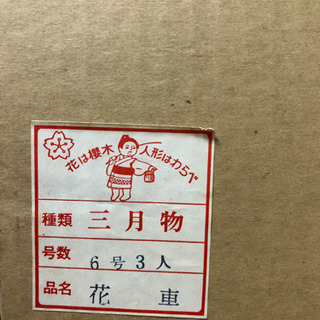 花は櫻木 人形はわらべ
種類 三月物
号数 6号3人
品名 花車